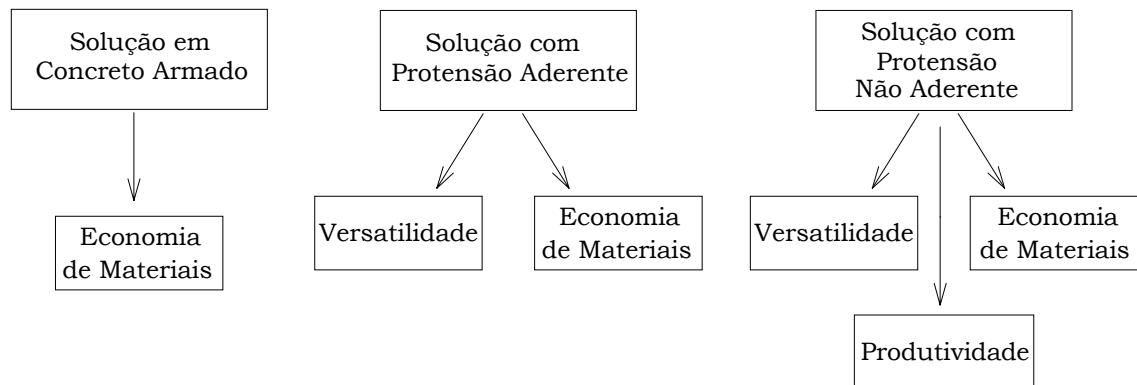 Solução em
Concreto Armado
Economia
de Materiais
Solução com
Protensão Aderente
Versatilidade
Economia
de Materiais
Solução com
Protensão
Não Aderente
Versatilidade
Economia
de Materiais
Produtividade